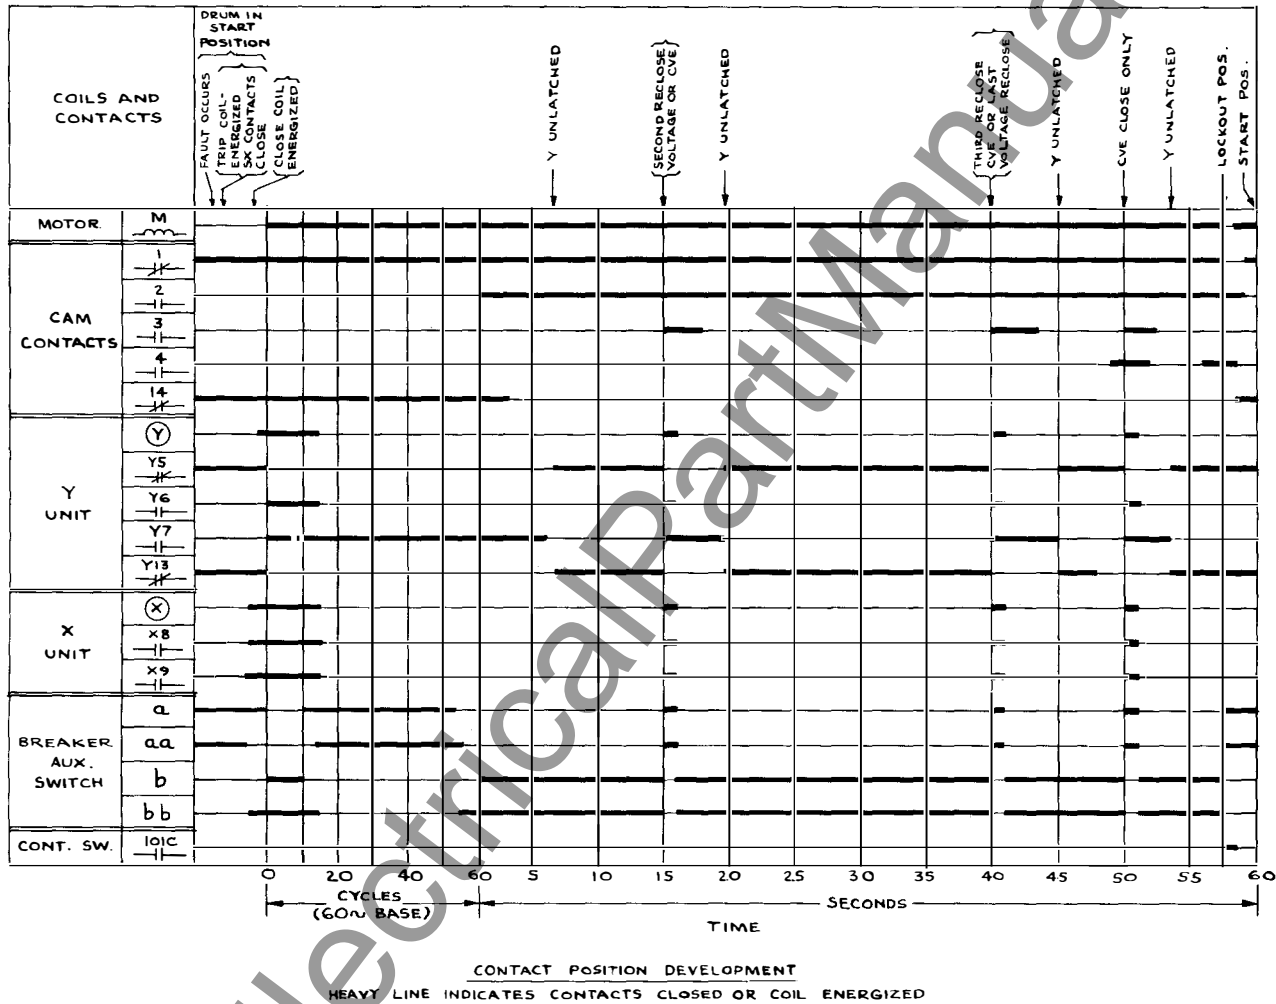 DRUM IN
START
POSITION
COILS AND
CONTACTS
FAULT OCCURS
TRIP COIL-
ENERGIZED
SX CONTACTS
CLOSE
CLOSE COIL
ENERGIZED
Y UNLATCHED
SECOND RECLOSE
VOLTAGE OR CVE
Y UNLATCHED
THIRD RECLOSE
CVE OR LAST
VOLTAGE RECLOSE
Y UNLATCHED
CVE CLOSE ONLY
Y UNLATCHED
LOCKOUT POS.
START POS.
MOTOR.
M
CAM
CONTACTS
1
2
3
4
14
Y
UNIT
Y
Y5
Y6
Y7
Y13
X
UNIT
X
X8
X9
BREAKER
AUX.
SWITCH
a
aa
b
bb
CONT. SW.
101C
0 20 40 60 5 10 15 20 25 30 35 40 45 50 55 60
CYCLES
(60~ BASE)
SECONDS
TIME
CONTACT POSITION DEVELOPMENT
HEAVY LINE INDICATES CONTACTS CLOSED OR COIL ENERGIZED
lectricalPartManua